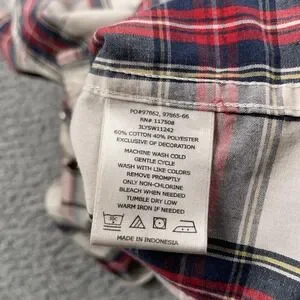 PO#97862, 97865-66
RN# 117508
3LYSW11242
60% COTTON 40% POLYESTER
EXCLUSIVE OF DECORATION
MACHINE WASH COLD
GENTLE CYCLE
WASH WITH LIKE COLORS
REMOVE PROMPTLY
ONLY NON-CHLORINE
BLEACH WHEN NEEDED
TUMBLE DRY LOW
WARM IRON IF NEEDED
MADE IN INDONESIA